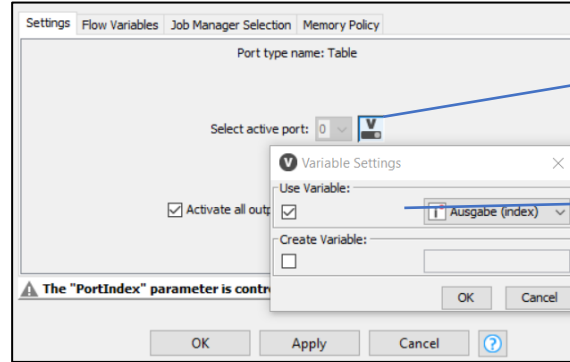 Settings Flow Variables Job Manager Selection Memory Policy
Port type name: Table
Select active port: 0 V
V Variable Settings
Use Variable:
Activate all outp
Ausgabe (index)
Create Variable:
The "PortIndex" parameter is contr
OK Cancel
OK Apply Cancel ?